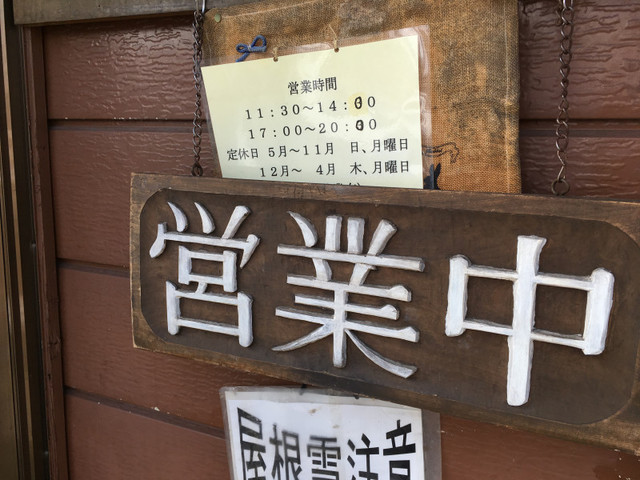 営業時間
11:30～14:00
17:00～20:00
定休日 5月～11月 日、月曜日
12月～ 4月 木、月曜日
営業中
屋根雪注意